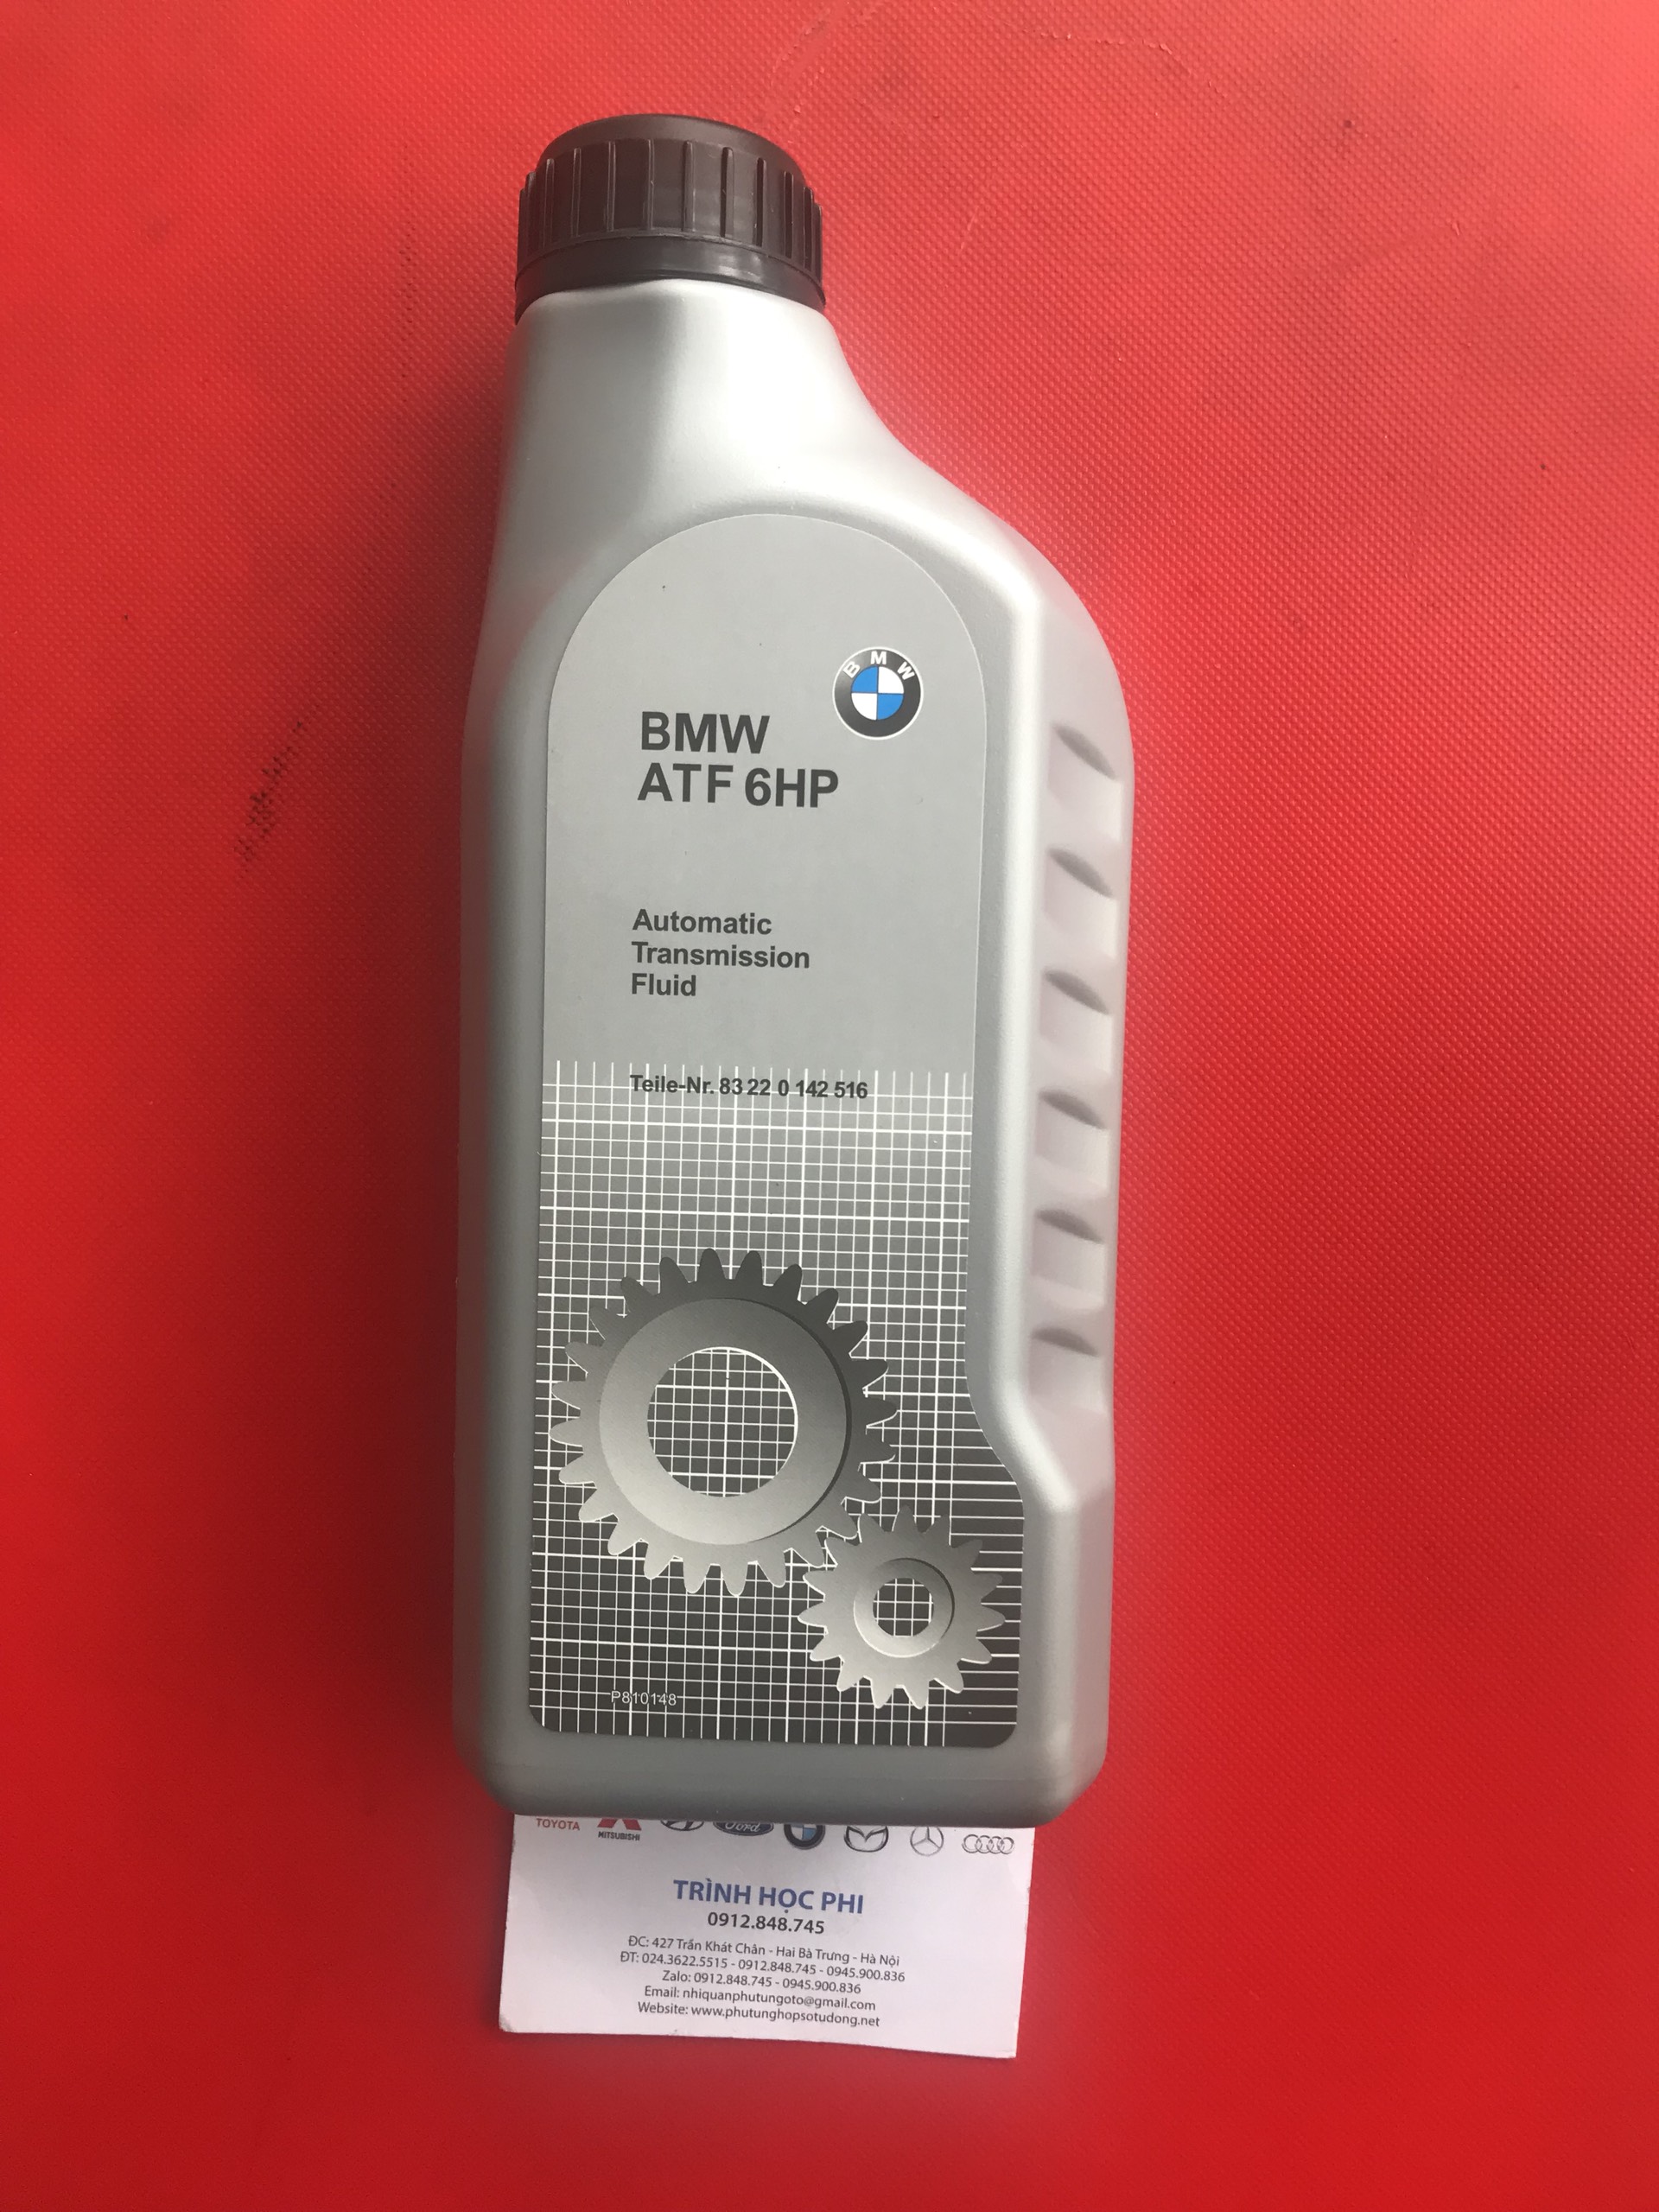 BMW
BMW
ATF 6HP
Automatic
Transmission
Fluid
Teile-Nr. 83 22 0 142 516
P810148
TOYOTA
MITSUBISHI
Ford
TRÌNH HỌC PHI
0912.848.745
ĐC: 427 Trần Khát Chân - Hai Bà Trưng - Hà Nội
ĐT: 024.3622.5515 - 0912.848.745 - 0945.900.836
Zalo: 0912.848.745 - 0945.900.836
Email: nhiquanphutungoto@gmail.com
Website: www.phutunghopsotudong.net